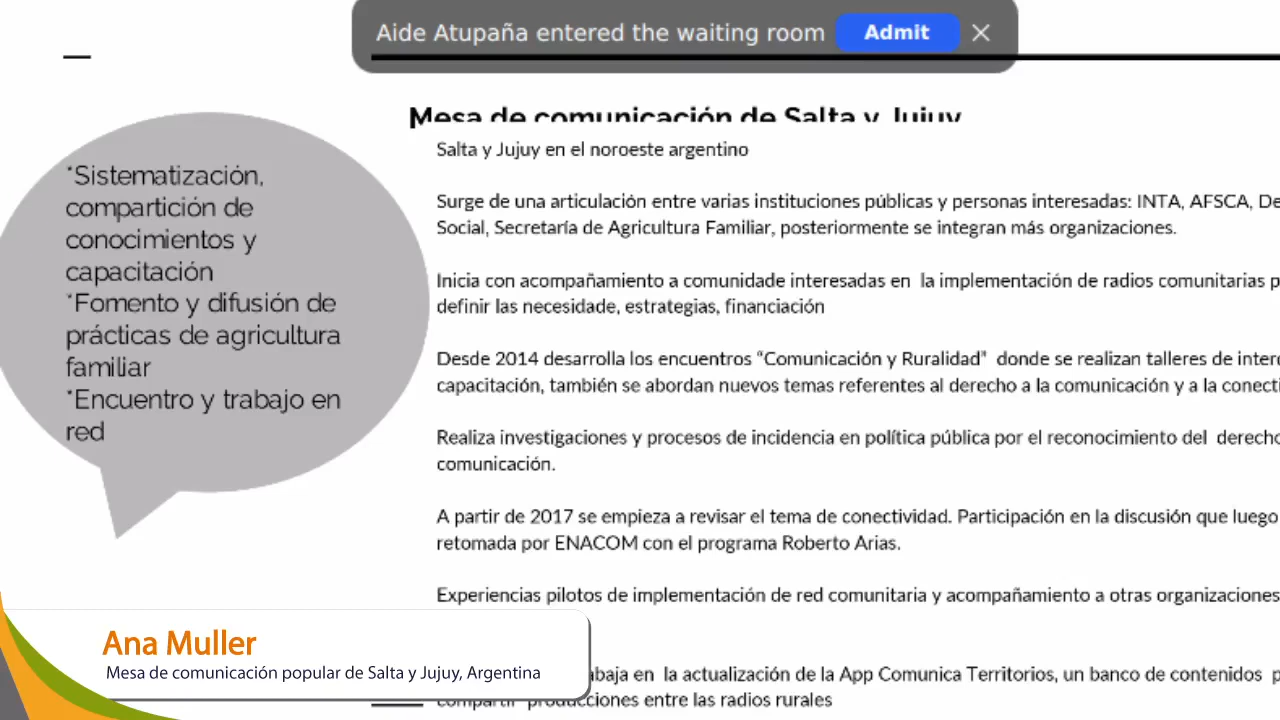 Aide Atupaña entered the waiting room Admit
Mesa de comunicación de Salta y Jujuy
*Sistematización,
compartición de
conocimientos y
capacitación
*Fomento y difusión de
prácticas de agricultura
familiar
*Encuentro y trabajo en
red
Salta y Jujuy en el noroeste argentino
Surge de una articulación entre varias instituciones públicas y personas interesadas: INTA, AFSCA,
Social, Secretaría de Agricultura Familiar, posteriormente se integran más organizaciones.
Inicia con acompañamiento a comunidade interesadas en la implementación de radios comunitarias
definir las necesidade, estrategias, financiación
Desde 2014 desarrolla los encuentros “Comunicación y Ruralidad” donde se realizan talleres de
capacitación, también se abordan nuevos temas referentes al derecho a la comunicación y a la
Realiza investigaciones y procesos de incidencia en política pública por el reconocimiento del derecho
comunicación.
A partir de 2017 se empieza a revisar el tema de conectividad. Participación en la discusión que luego
retomada por ENACOM con el programa Roberto Arias.
Experiencias pilotos de implementación de red comunitaria y acompañamiento a otras organizaciones
en la actualización de la App Comunica Territorios, un banco de contenidos
compartir producciones entre las radios rurales
Ana Muller
Mesa de comunicación popular de Salta y Jujuy, Argentina